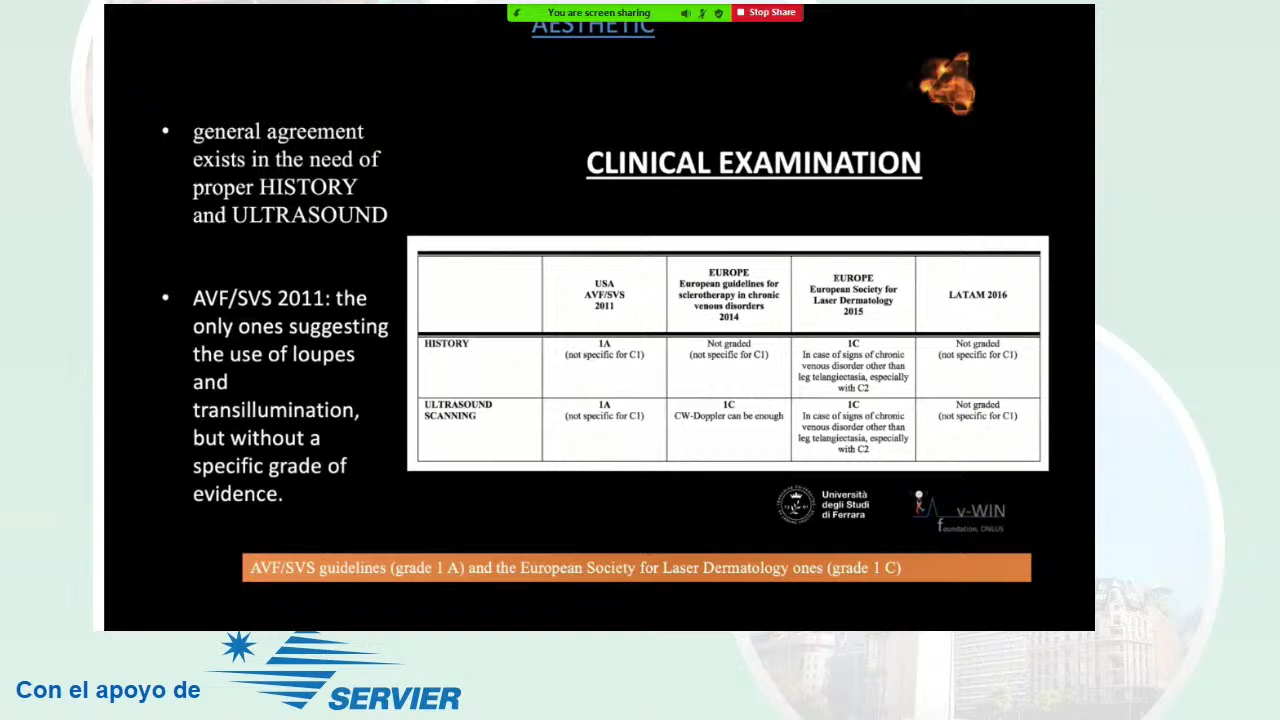 You are screen sharing
Stop Share
AESTHETIC
• general agreement
exists in the need of
proper HISTORY
and ULTRASOUND
• AVF/SVS 2011: the
only ones suggesting
the use of loupes
and
transillumination,
but without a
specific grade of
evidence.
CLINICAL EXAMINATION
USA
AVF/SVS
2011
EUROPE
European guidelines for
sclerotherapy in chronic
venous disorders
2014
EUROPE
European Society for
Laser Dermatology
2015
LATAM 2016
HISTORY
1A
(not specific for C1)
Not graded
(not specific for C1)
1C
In case of signs of chronic
venous disorder other than
leg telangiectasia, especially
with C2
Not graded
(not specific for C1)
ULTRASOUND
SCANNING
1A
(not specific for C1)
1C
CW-Doppler can be enough
1C
In case of signs of chronic
venous disorder other than
leg telangiectasia, especially
with C2
Not graded
(not specific for C1)
Università
degli Studi
di Ferrara
v-WIN
foundation, ONLUS
AVF/SVS guidelines (grade 1 A) and the European Society for Laser Dermatology ones (grade 1 C)
Con el apoyo de
SERVIER